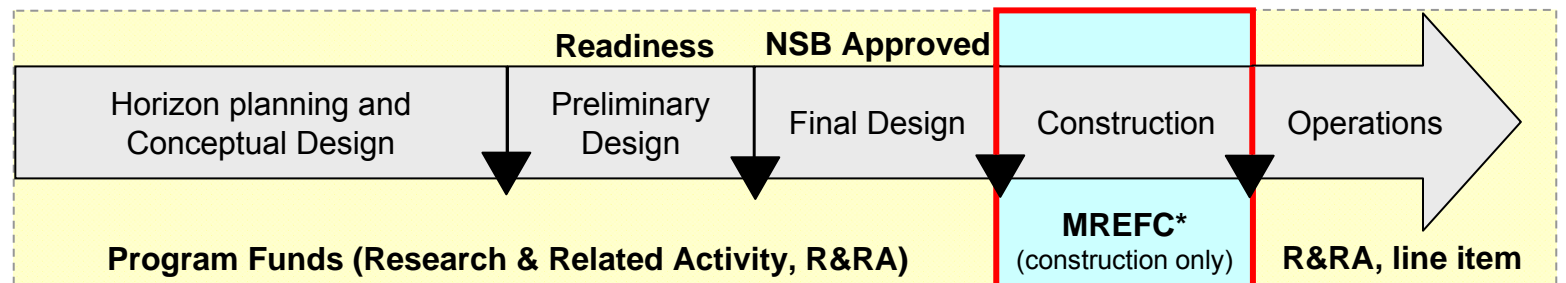 Readiness
NSB Approved
Horizon planning and
Conceptual Design
Preliminary
Design
Final Design
Construction
Operations
Program Funds (Research & Related Activity, R&RA)
MREFC*
(construction only)
R&RA, line item